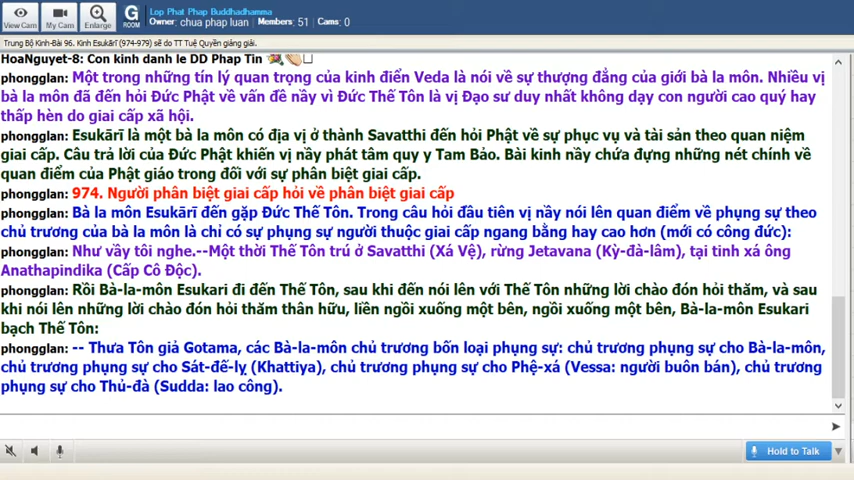 Lop Phat Phap Buddhadhamma
Owner: chua phap luan  Members: 51  Cams: 0
View Cam
My Cam
Enlarge
G
ROOM
Trung Bộ Kinh-Bài 96. Kinh Esukārī (974-979) sẽ do TT Tuệ Quyền giảng giải.
HoaNguyet-8: Con kinh danh le DD Phap Tin
phongglan: Một trong những tín lý quan trọng của kinh điển Veda là nói về sự thượng đẳng của giới bà la môn. Nhiều vị
bà la môn đã đến hỏi Đức Phật về vấn đề nầy vì Đức Thế Tôn là vị Đạo sư duy nhất không dạy con người cao quý hay
thấp hèn do giai cấp xã hội.
phongglan: Esukārī là một bà la môn có địa vị ở thành Savatthi đến hỏi Phật về sự phục vụ và tài sản theo quan niệm
giai cấp. Câu trả lời của Đức Phật khiến vị nầy phát tâm quy y Tam Bảo. Bài kinh nầy chứa đựng những nét chính về
quan điểm của Phật giáo trong đối với sự phân biệt giai cấp.
phongglan: 974. Người phân biệt giai cấp hỏi về phân biệt giai cấp
phongglan: Bà la môn Esukārī đến gặp Đức Thế Tôn. Trong câu hỏi đầu tiên vị nầy nói lên quan điểm về phụng sự theo
chủ trương của bà la môn là chỉ có sự phụng sự người thuộc giai cấp ngang bằng hay cao hơn (mới có công đức):
phongglan: Như vầy tôi nghe.--Một thời Thế Tôn trú ở Savatthi (Xá Vệ), rừng Jetavana (Kỳ-đà-lâm), tại tinh xá ông
Anathapindika (Cấp Cô Độc).
phongglan: Rồi Bà-la-môn Esukari đi đến Thế Tôn, sau khi đến nói lên với Thế Tôn những lời chào đón hỏi thăm, và sau
khi nói lên những lời chào đón hỏi thăm thân hữu, liền ngồi xuống một bên, ngồi xuống một bên, Bà-la-môn Esukari
bạch Thế Tôn:
phongglan: -- Thưa Tôn giả Gotama, các Bà-la-môn chủ trương bốn loại phụng sự: chủ trương phụng sự cho Bà-la-môn,
chủ trương phụng sự cho Sát-đế-lỵ (Khattiya), chủ trương phụng sự cho Phệ-xá (Vessa: người buôn bán), chủ trương
phụng sự cho Thủ-đà (Sudda: lao công).
Hold to Talk